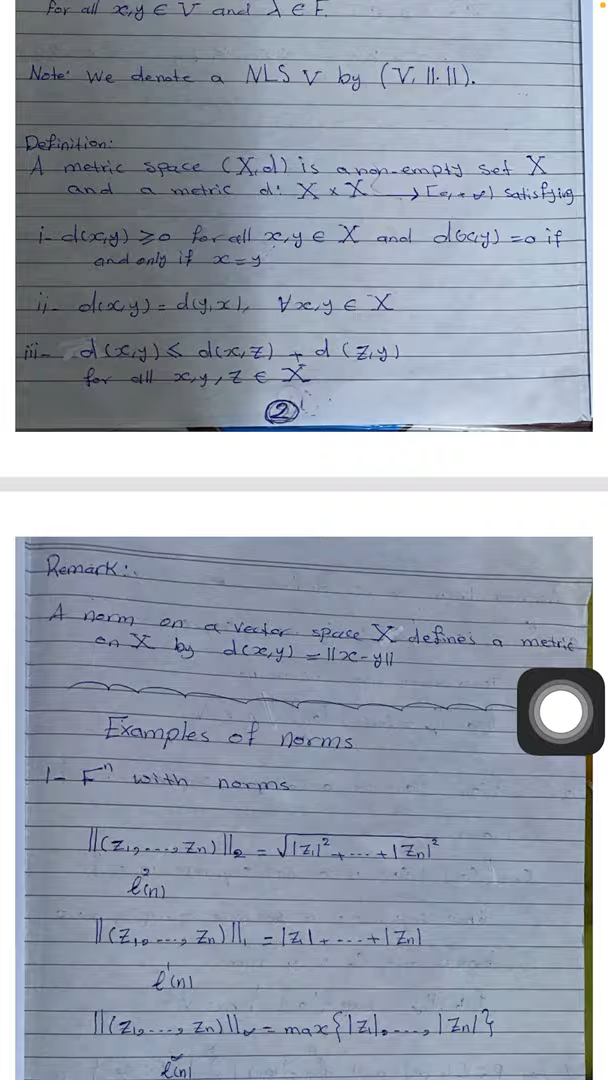 for all x,y ∈ V and λ ∈ F.
Note: We denote a NLS V by (V, ||.||).
Definition:
A metric space (X,d) is a non-empty set X
and a metric d: X × X → [0,+∞) satisfying
i- d(x,y) ≥ 0 for all x,y ∈ X and d(x,y) = 0 if
and only if x = y
ii- d(x,y) = d(y,x), ∀x,y ∈ X
iii- d(x,y) ≤ d(x,z) + d(z,y)
for all x,y,z ∈ X
2
Remark:.
A norm on a vector space X defines a metric
on X by d(x,y) = ||x-y||
Examples of norms
1- Fⁿ with norms
||(z₁,...,zₙ)||₂ = √|z₁|²+...+|zₙ|²
ℓ²(n)
||(z₁,...,zₙ)||₁ = |z₁|+...+|zₙ|
ℓ¹(n)
||(z₁,...,zₙ)||∞ = max{|z₁|,...,|zₙ|}
ℓ^∞(n)